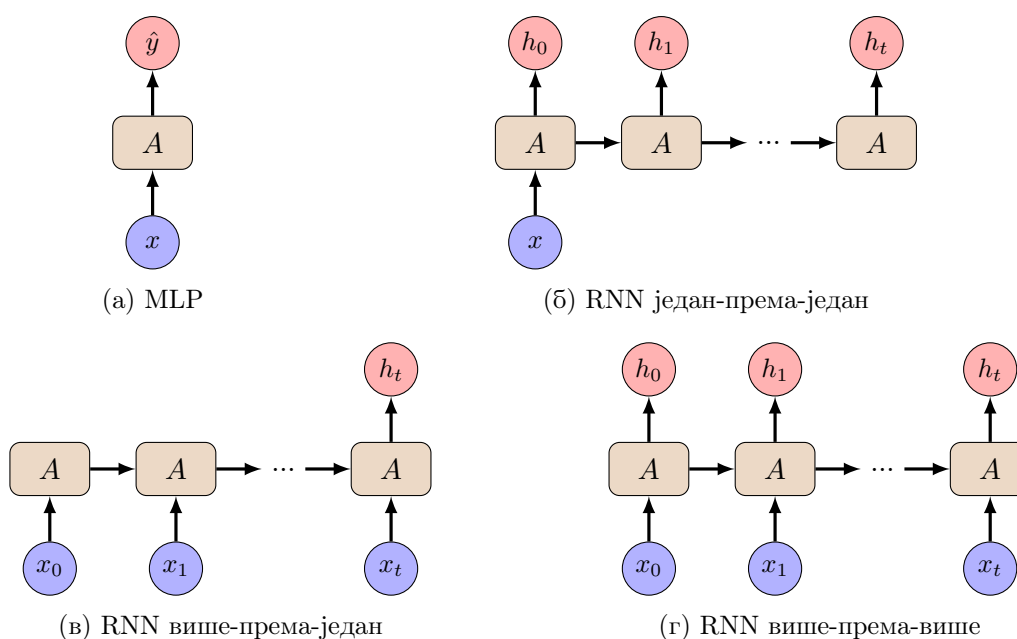 ŷ
A
x
(а) MLP
h₀ h₁ hₜ
A A ... A
x
(б) RNN један-према-један
hₜ
A A ... A
x₀ x₁ xₜ
(в) RNN више-према-један
h₀ h₁ hₜ
A A ... A
x₀ x₁ xₜ
(г) RNN више-према-више